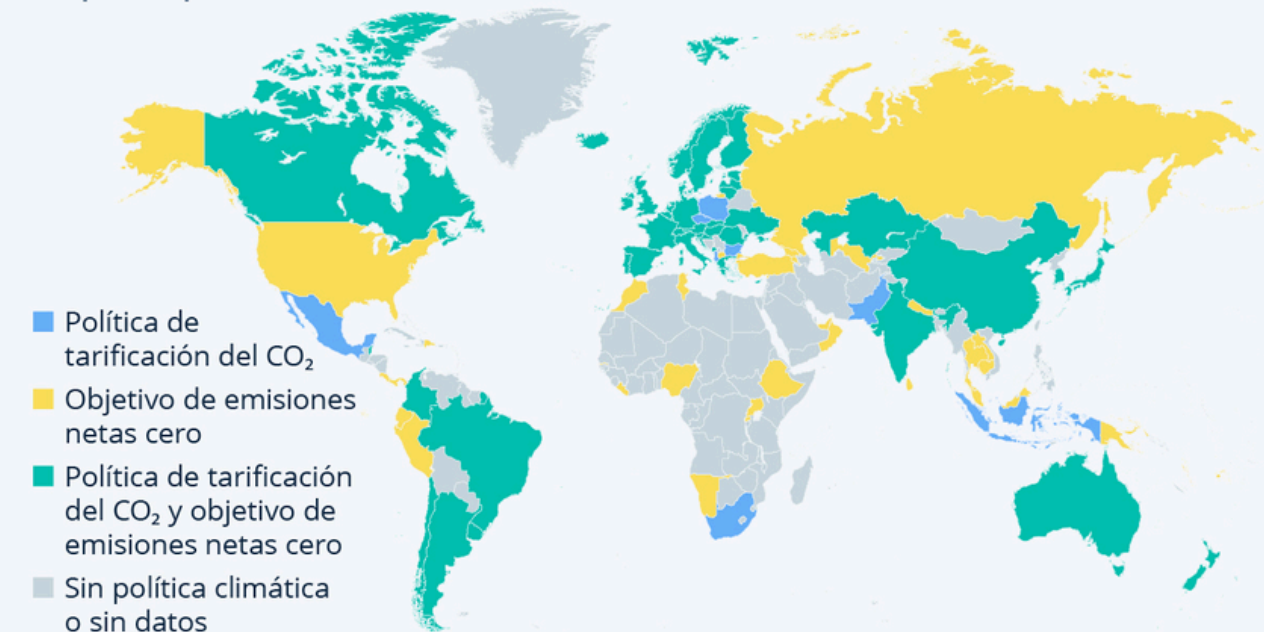 Política de
tarificación del CO₂
Objetivo de emisiones
netas cero
Política de tarificación
del CO₂ y objetivo de
emisiones netas cero
Sin política climática
o sin datos